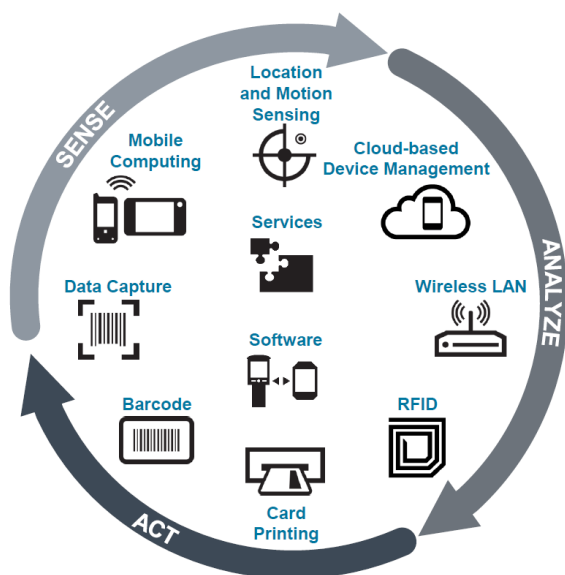 Location
and Motion
Sensing
SENSE
Mobile
Computing
Cloud-based
Device Management
Services
ANALYZE
Data Capture
Wireless LAN
Software
Barcode
RFID
Card
Printing
ACT